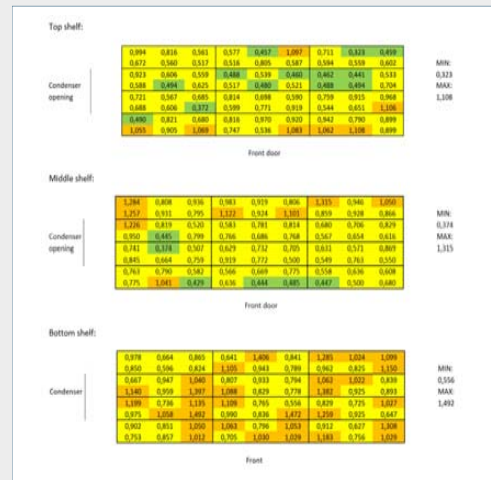 Top shelf:
0,994 0,816 0,561 0,577 0,457 1,097 0,711 0,323 0,459
0,672 0,560 0,517 0,516 0,805 0,587 0,594 0,559 0,602
0,923 0,606 0,559 0,488 0,539 0,460 0,462 0,441 0,533
0,588 0,494 0,625 0,517 0,480 0,521 0,488 0,494 0,704
0,721 0,567 0,685 0,814 0,698 0,590 0,759 0,915 0,968
0,688 0,606 0,372 0,599 0,771 0,919 0,544 0,651 1,106
0,490 0,821 0,680 0,816 0,970 0,920 0,942 0,790 0,899
1,055 0,905 1,069 0,747 0,536 1,083 1,062 1,108 0,899
Condenser
opening
MIN:
0,323
MAX:
1,108
Front door
Middle shelf:
1,284 0,808 0,936 0,983 0,919 0,806 1,315 0,946 1,050
1,257 0,931 0,795 1,122 0,924 1,101 0,859 0,928 0,866
1,226 0,819 0,520 0,583 0,781 0,814 0,680 0,706 0,829
0,950 0,445 0,799 0,766 0,686 0,768 0,567 0,654 0,616
0,741 0,374 0,507 0,629 0,732 0,705 0,631 0,571 0,869
0,845 0,664 0,759 0,919 0,772 0,500 0,549 0,763 0,550
0,763 0,790 0,582 0,566 0,669 0,775 0,558 0,636 0,608
0,775 1,041 0,429 0,636 0,444 0,485 0,447 0,500 0,680
Condenser
opening
MIN:
0,374
MAX:
1,315
Front door
Bottom shelf:
0,978 0,664 0,865 0,641 1,406 0,841 1,285 1,024 1,099
0,850 0,596 0,824 1,105 0,943 0,789 0,962 0,825 1,150
0,667 0,947 1,040 0,807 0,933 0,794 1,062 1,022 0,838
1,140 0,959 1,397 1,088 0,829 0,778 1,382 0,925 0,893
1,199 0,736 1,135 1,109 0,765 0,556 0,829 0,725 1,027
0,975 1,058 1,492 0,990 0,836 1,472 1,259 0,925 0,647
0,902 0,851 1,050 1,063 0,796 1,053 0,912 0,627 1,308
0,753 0,857 1,012 0,705 1,030 1,029 1,183 0,756 1,029
Condenser
MIN:
0,556
MAX:
1,492
Front